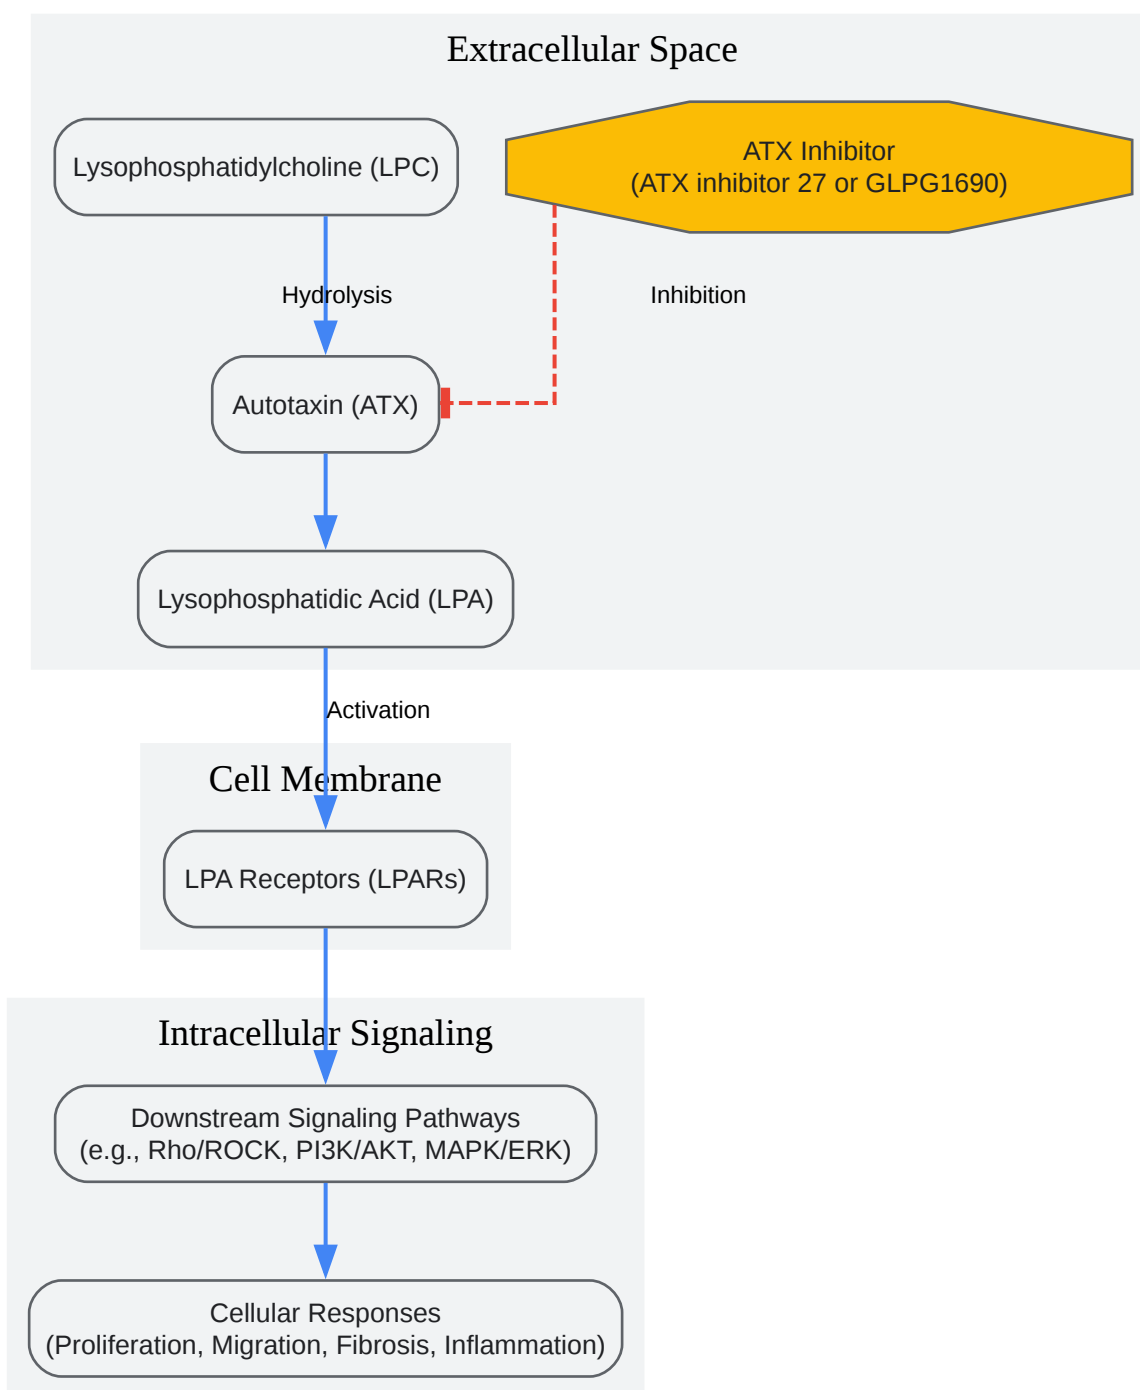 Extracellular Space
Lysophosphatidylcholine (LPC)
ATX Inhibitor
(ATX inhibitor 27 or GLPG1690)
Hydrolysis
Inhibition
Autotaxin (ATX)
Lysophosphatidic Acid (LPA)
Activation
Cell Membrane
LPA Receptors (LPARs)
Intracellular Signaling
Downstream Signaling Pathways
(e.g., Rho/ROCK, PI3K/AKT, MAPK/ERK)
Cellular Responses
(Proliferation, Migration, Fibrosis, Inflammation)